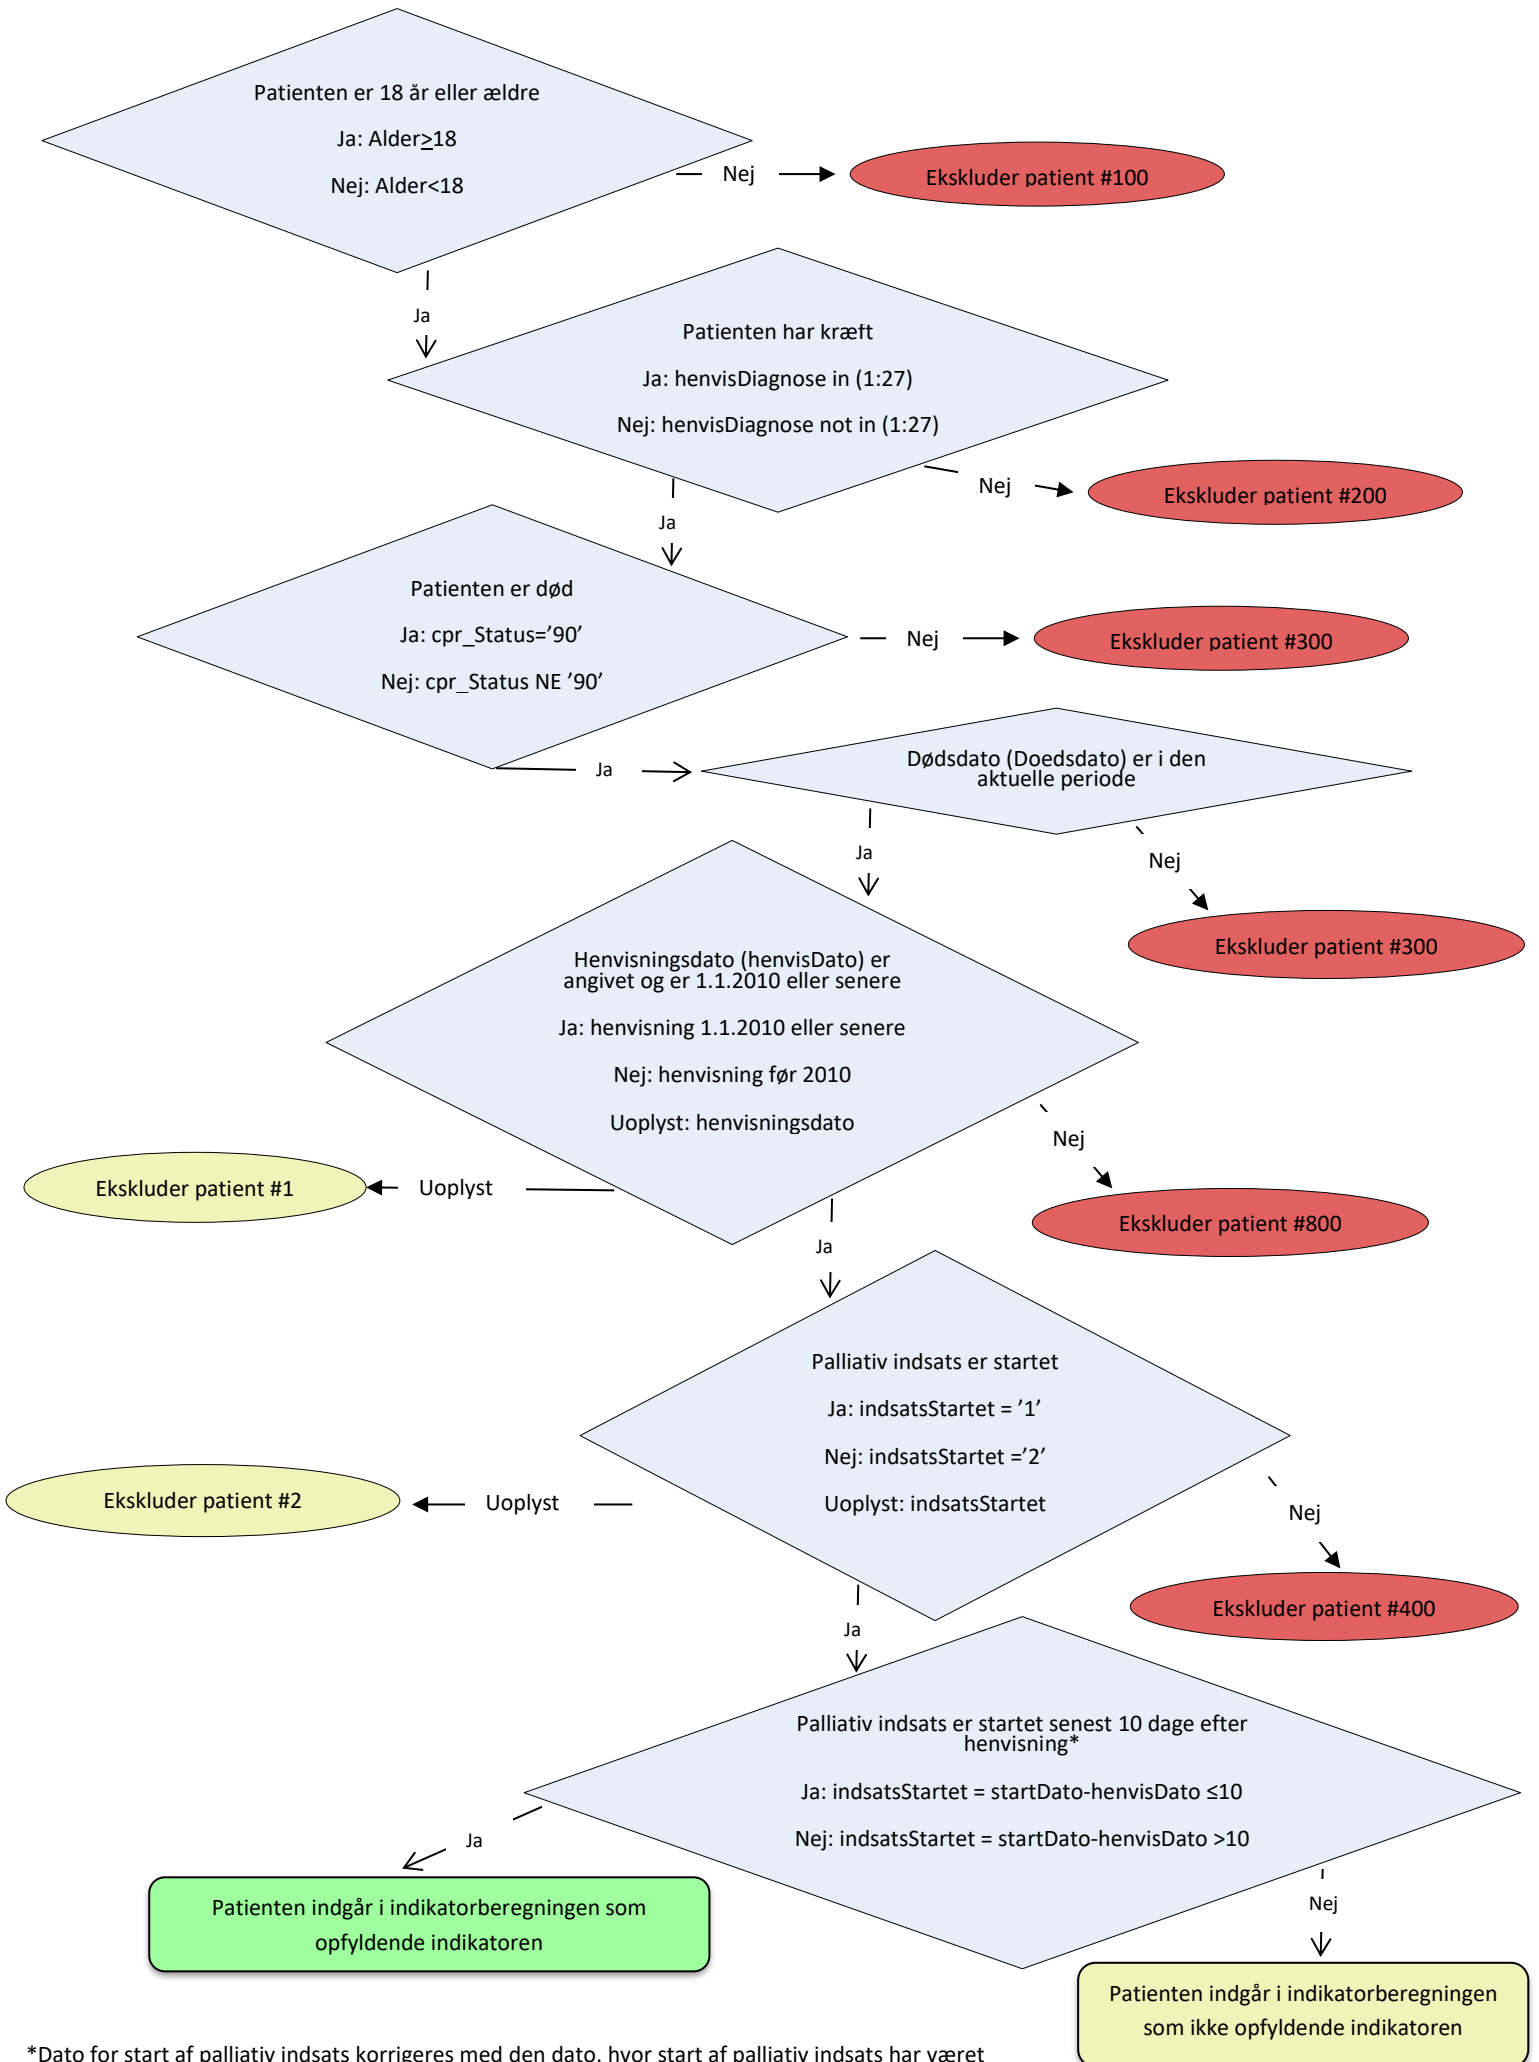 Patienten er 18 år eller ældre
Ja: Alder≥18
Nej: Alder<18
Nej
Ekskluder patient #100
Ja
Patienten har kræft
Ja: henvisDiagnose in (1:27)
Nej: henvisDiagnose not in (1:27)
Nej
Ekskluder patient #200
Ja
Patienten er død
Ja: cpr_Status=’90’
Nej: cpr_Status NE ’90’
Nej
Ekskluder patient #300
Ja
Dødsdato (Doedsdato) er i den
aktuelle periode
Ja
Nej
Ekskluder patient #300
Henvisningsdato (henvisDato) er
angivet og er 1.1.2010 eller senere
Ja: henvisning 1.1.2010 eller senere
Nej: henvisning før 2010
Uoplyst: henvisningsdato
Nej
Ekskluder patient #1
Uoplyst
Ekskluder patient #800
Ja
Palliativ indsats er startet
Ja: indsatsStartet = ’1’
Nej: indsatsStartet =’2’
Uoplyst: indsatsStartet
Ekskluder patient #2
Uoplyst
Nej
Ekskluder patient #400
Ja
Palliativ indsats er startet senest 10 dage efter
henvisning*
Ja: indsatsStartet = startDato-henvisDato ≤10
Nej: indsatsStartet = startDato-henvisDato >10
Ja
Patienten indgår i indikatorberegningen som
opfyldende indikatoren
Nej
Patienten indgår i indikatorberegningen
som ikke opfyldende indikatoren
*Dato for start af palliativ indsats korrigeres med den dato, hvor start af palliativ indsats har været